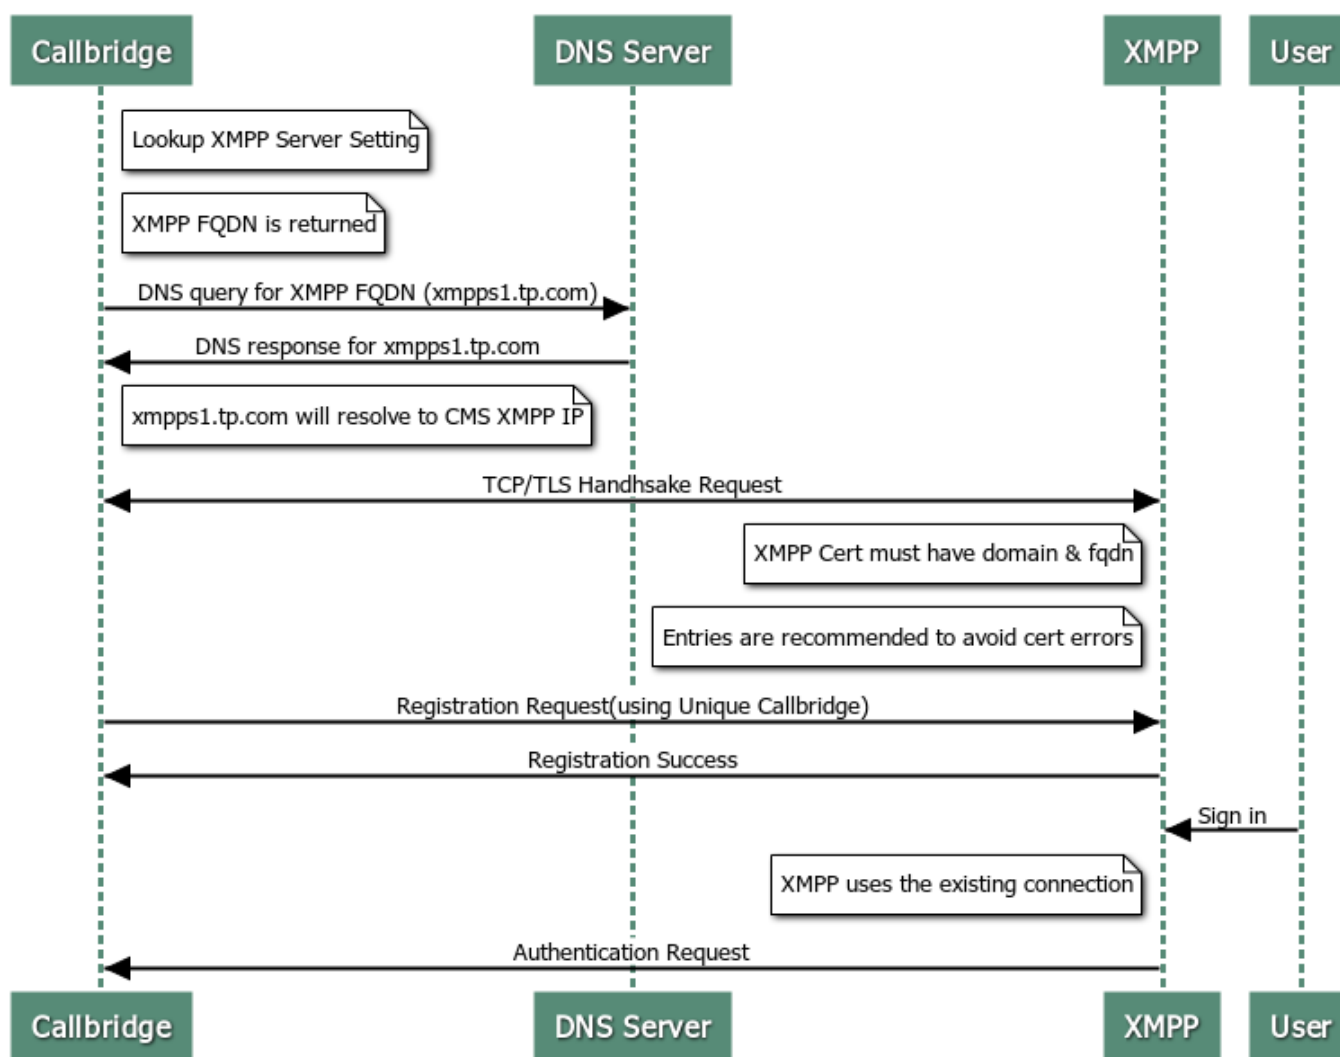 Callbridge DNS Server XMPP User
Lookup XMPP Server Setting
XMPP FQDN is returned
DNS query for XMPP FQDN (xmpps1.tp.com)
DNS response for xmpps1.tp.com
xmpps1.tp.com will resolve to CMS XMPP IP
TCP/TLS Handhsake Request
XMPP Cert must have domain & fqdn
Entries are recommended to avoid cert errors
Registration Request(using Unique Callbridge)
Registration Success
Sign in
XMPP uses the existing connection
Authentication Request
Callbridge DNS Server XMPP User